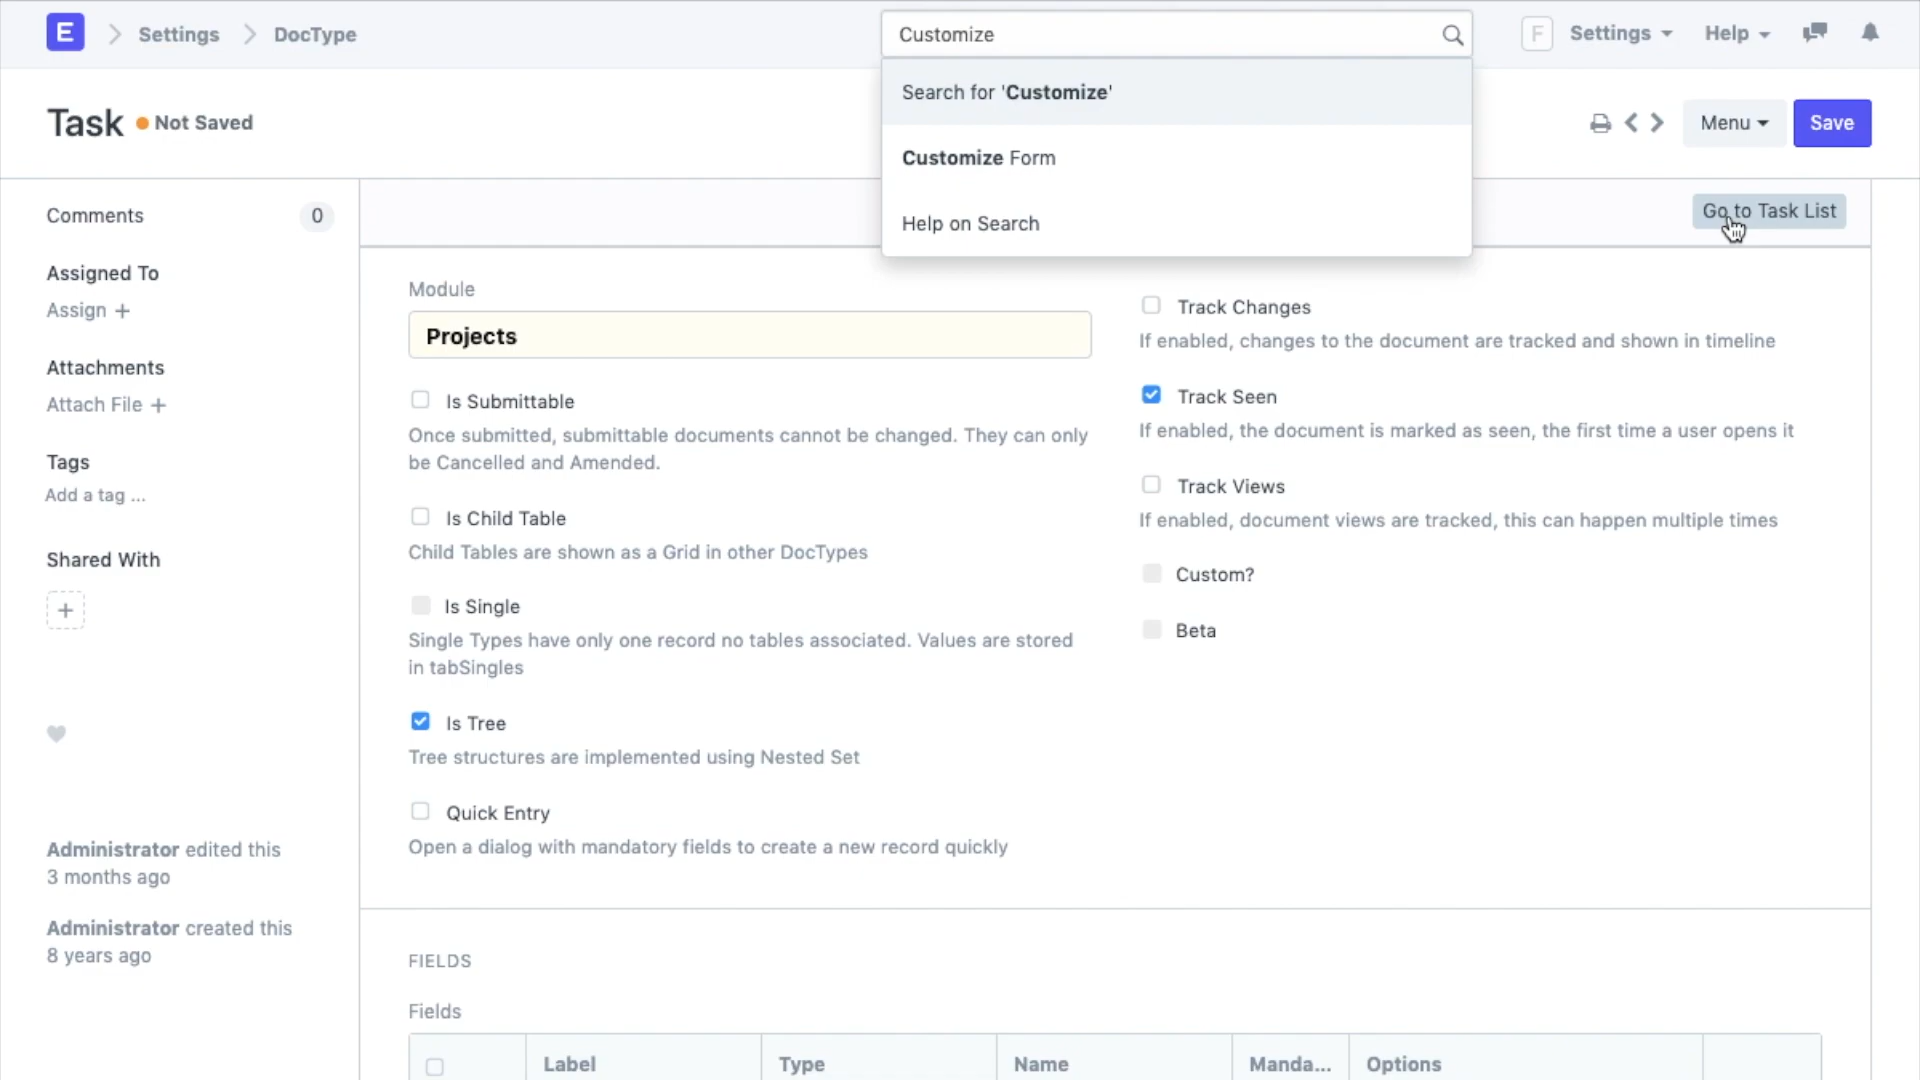 E
Settings
DocType
Customize
F
Settings
Help
Search for 'Customize'
Customize Form
Help on Search
Task
Not Saved
Menu
Save
Comments
0
Assigned To
Assign +
Attachments
Attach File +
Tags
Add a tag ...
Shared With
+
Administrator edited this
3 months ago
Administrator created this
8 years ago
Go to Task List
Module
Projects
Is Submittable
Once submitted, submittable documents cannot be changed. They can only
be Cancelled and Amended.
Is Child Table
Child Tables are shown as a Grid in other DocTypes
Is Single
Single Types have only one record no tables associated. Values are stored
in tabSingles
Is Tree
Tree structures are implemented using Nested Set
Quick Entry
Open a dialog with mandatory fields to create a new record quickly
Track Changes
If enabled, changes to the document are tracked and shown in timeline
Track Seen
If enabled, the document is marked as seen, the first time a user opens it
Track Views
If enabled, document views are tracked, this can happen multiple times
Custom?
Beta
FIELDS
Fields
Label
Type
Name
Manda...
Options